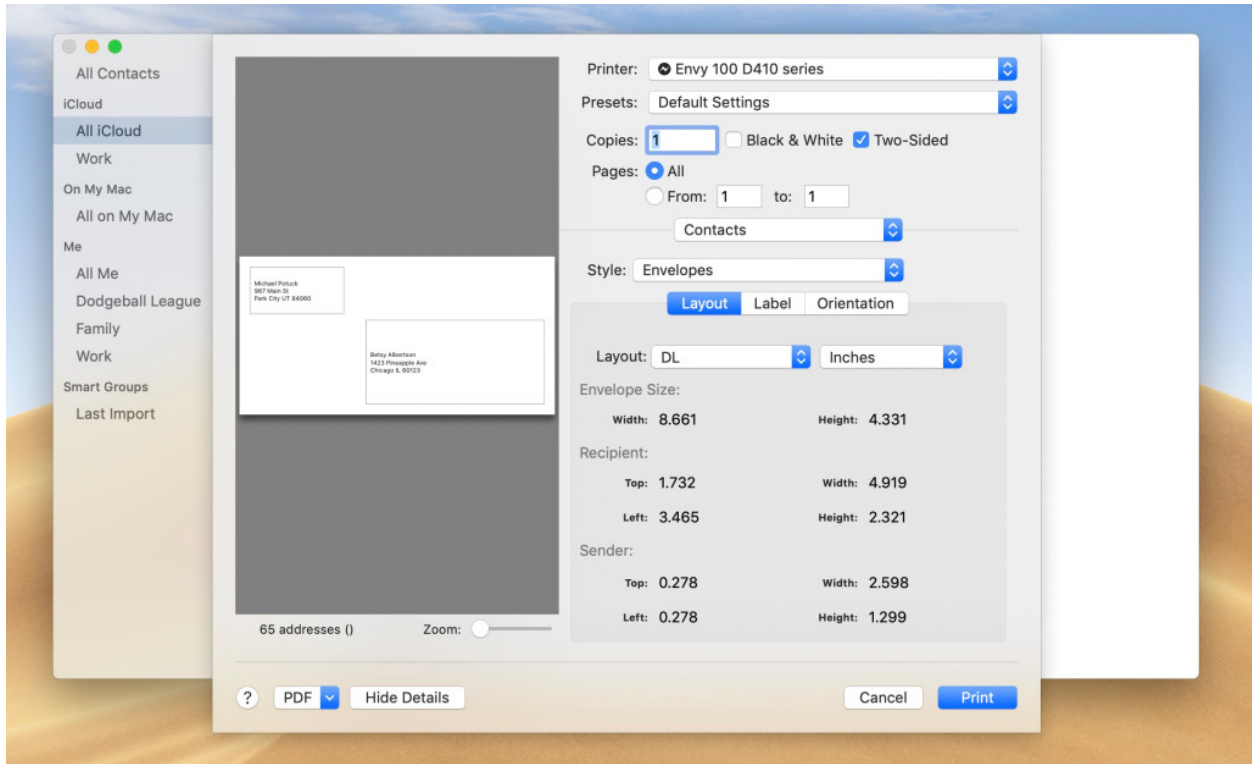 All Contacts
iCloud
All iCloud
Work
On My Mac
All on My Mac
Me
All Me
Dodgeball League
Family
Work
Smart Groups
Last Import
Michael Potuck
987 Main St
Park City UT 84060
Betsy Albertson
1423 Pineapple Ave
Chicago IL 60123
65 addresses ()
Zoom:
Printer: Envy 100 D410 series
Presets: Default Settings
Copies: 1 Black & White Two-Sided
Pages: All
From: 1 to: 1
Contacts
Style: Envelopes
Layout Label Orientation
Layout: DL Inches
Envelope Size:
Width: 8.661 Height: 4.331
Recipient:
Top: 1.732 Width: 4.919
Left: 3.465 Height: 2.321
Sender:
Top: 0.278 Width: 2.598
Left: 0.278 Height: 1.299
? PDF Hide Details Cancel Print